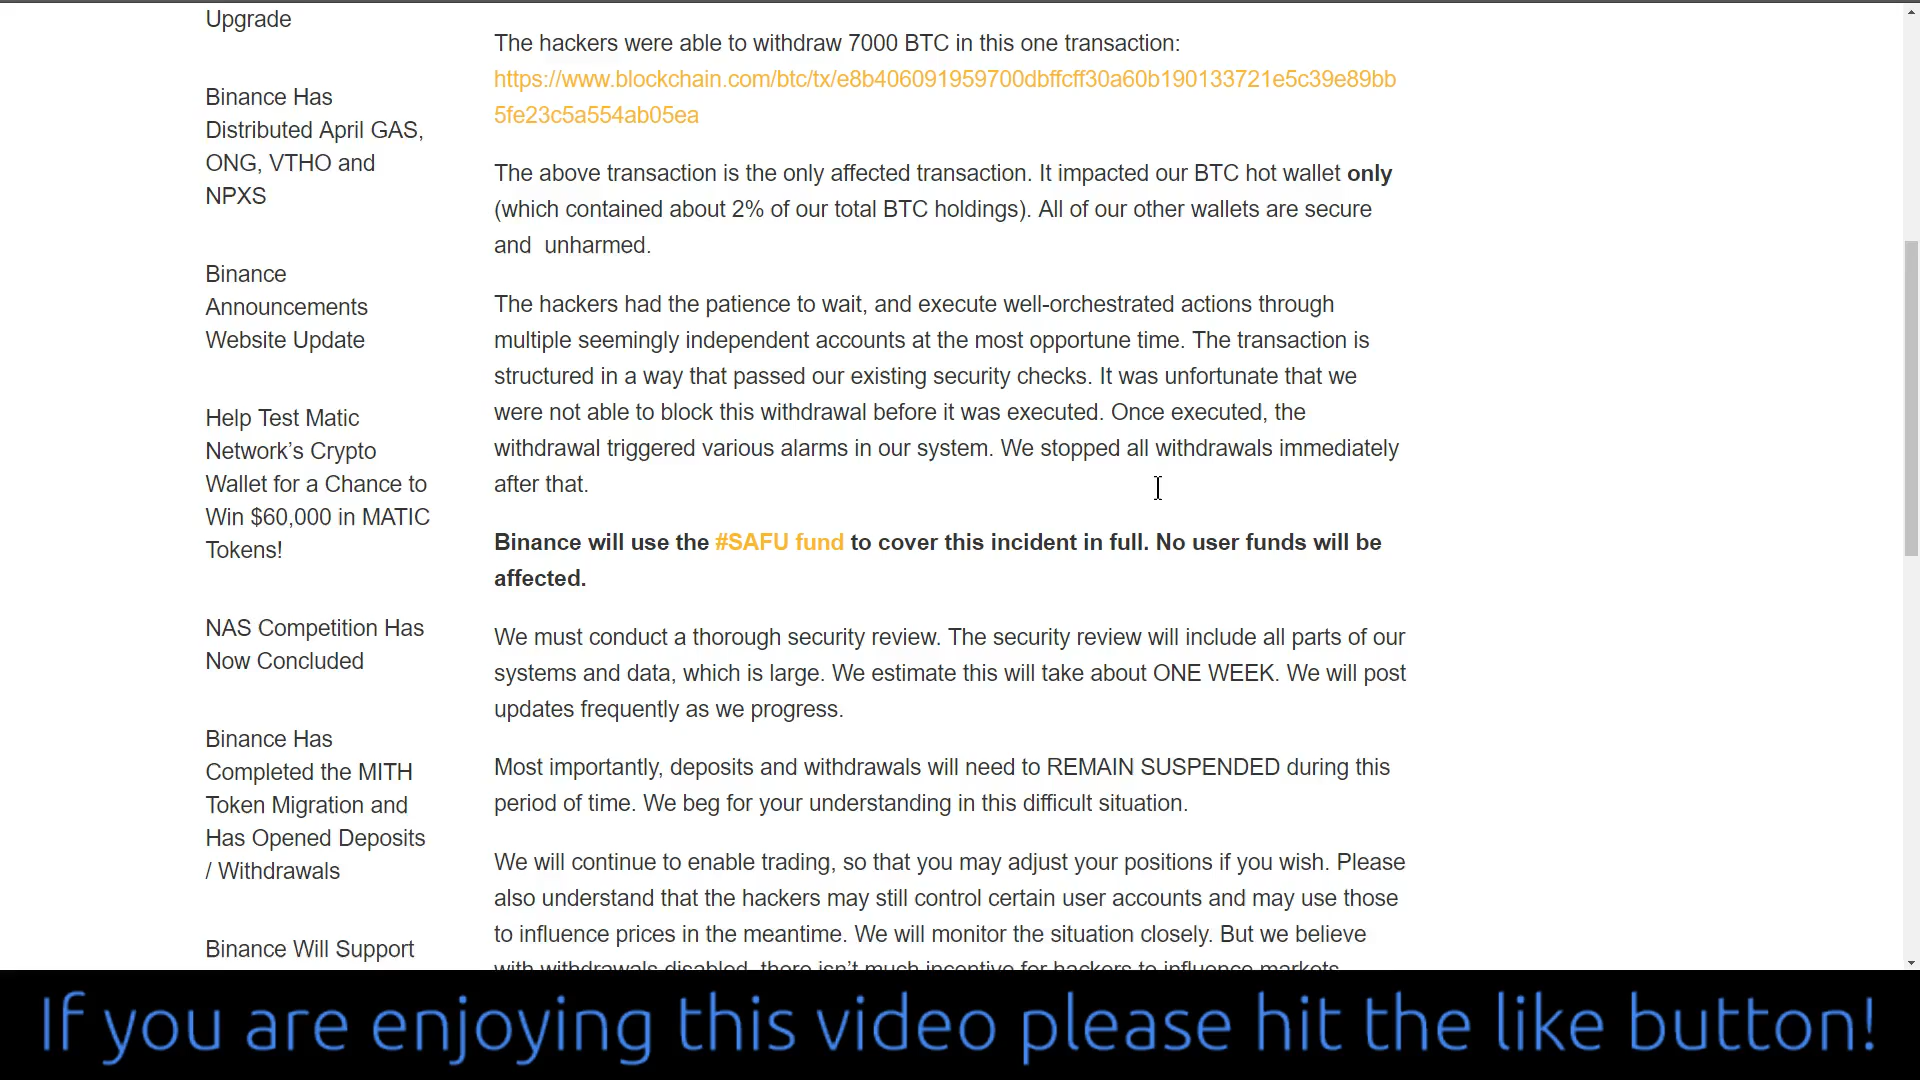 Upgrade
Binance Has
Distributed April GAS,
ONG, VTHO and
NPXS
Binance
Announcements
Website Update
Help Test Matic
Network’s Crypto
Wallet for a Chance to
Win $60,000 in MATIC
Tokens!
NAS Competition Has
Now Concluded
Binance Has
Completed the MITH
Token Migration and
Has Opened Deposits
/ Withdrawals
Binance Will Support
The hackers were able to withdraw 7000 BTC in this one transaction:
https://www.blockchain.com/btc/tx/e8b406091959700dbffcff30a60b190133721e5c39e89bb
5fe23c5a554ab05ea
The above transaction is the only affected transaction. It impacted our BTC hot wallet only
(which contained about 2% of our total BTC holdings). All of our other wallets are secure
and  unharmed.
The hackers had the patience to wait, and execute well-orchestrated actions through
multiple seemingly independent accounts at the most opportune time. The transaction is
structured in a way that passed our existing security checks. It was unfortunate that we
were not able to block this withdrawal before it was executed. Once executed, the
withdrawal triggered various alarms in our system. We stopped all withdrawals immediately
after that.
Binance will use the #SAFU fund to cover this incident in full. No user funds will be
affected.
We must conduct a thorough security review. The security review will include all parts of our
systems and data, which is large. We estimate this will take about ONE WEEK. We will post
updates frequently as we progress.
Most importantly, deposits and withdrawals will need to REMAIN SUSPENDED during this
period of time. We beg for your understanding in this difficult situation.
We will continue to enable trading, so that you may adjust your positions if you wish. Please
also understand that the hackers may still control certain user accounts and may use those
to influence prices in the meantime. We will monitor the situation closely. But we believe
with withdrawals disabled, there isn’t much incentive for hackers to influence markets.
If you are enjoying this video please hit the like button!